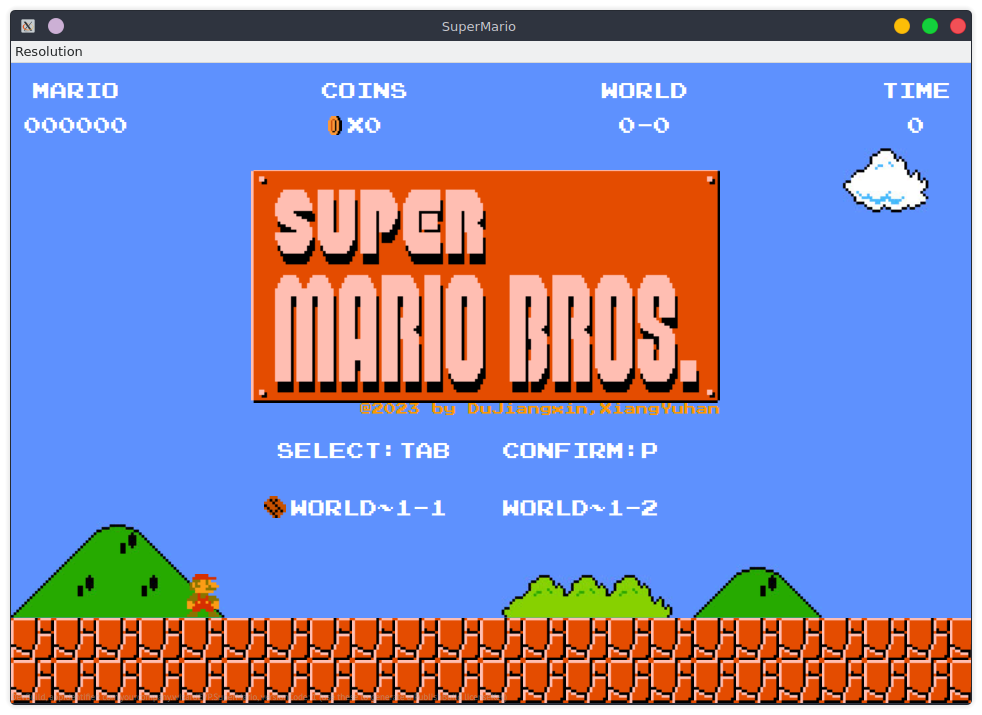 SuperMario
Resolution
MARIO COINS WORLD TIME
000000 X0 0-0 0
SUPER
MARIO BROS.
@2023 by DuJiangxin,XiangYuhan
SELECT:TAB CONFIRM:P
WORLD~1-1 WORLD~1-2